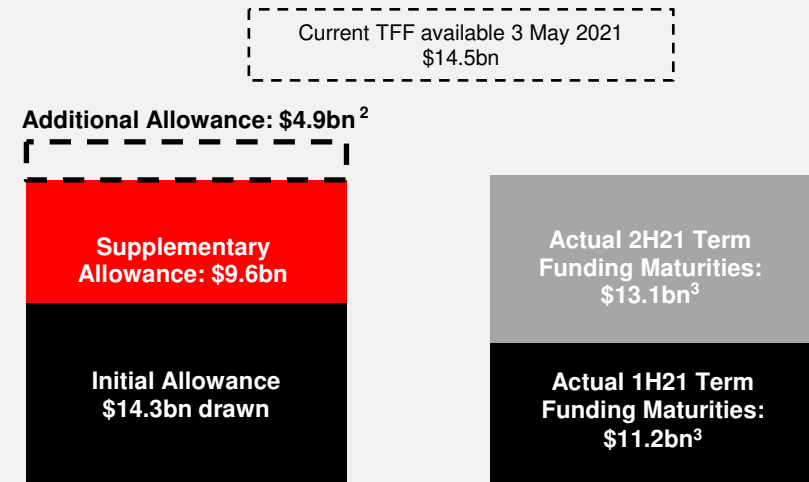 Current TFF available 3 May 2021
$14.5bn
Additional Allowance: $4.9bn 2
Supplementary
Allowance: $9.6bn
Initial Allowance
$14.3bn drawn
Actual 2H21 Term
Funding Maturities:
$13.1bn3
Actual 1H21 Term
Funding Maturities:
$11.2bn3